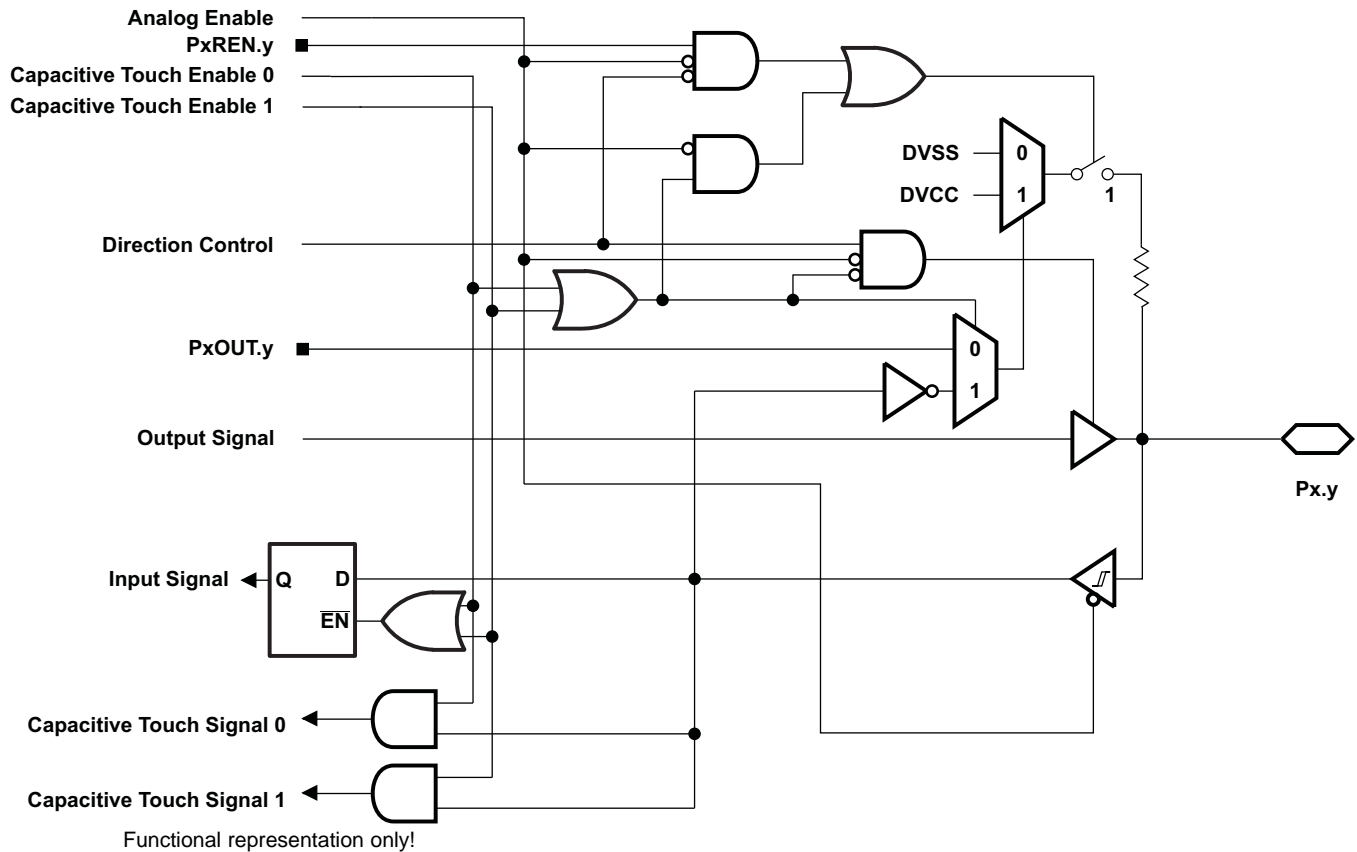 Analog Enable
PxREN.y
Capacitive Touch Enable 0
Capacitive Touch Enable 1
DVSS
0
DVCC
1
1
Direction Control
PxOUT.y
0
1
Output Signal
Px.y
Input Signal
Q
D
EN
Capacitive Touch Signal 0
Capacitive Touch Signal 1
Functional representation only!